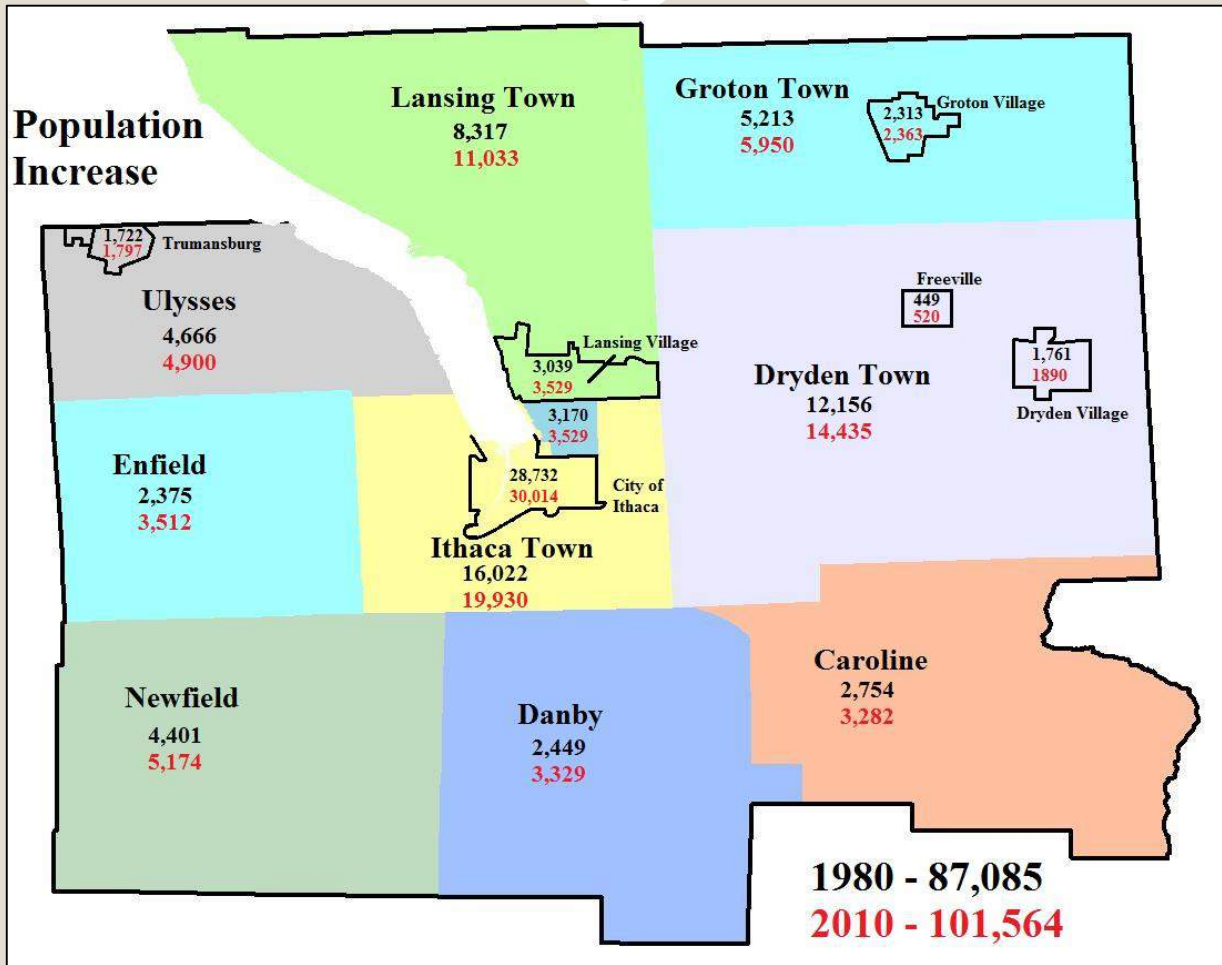 Population
Increase
Lansing Town
8,317
11,033
Groton Town
5,213
5,950
Groton Village
2,313
2,363
1,722
1,797
Trumansburg
Ulysses
4,666
4,900
Lansing Village
3,039
3,529
Freeville
449
520
1,761
1890
Dryden Village
Dryden Town
12,156
14,435
3,170
3,529
Enfield
2,375
3,512
28,732
30,014
City of
Ithaca
Ithaca Town
16,022
19,930
Newfield
4,401
5,174
Danby
2,449
3,329
Caroline
2,754
3,282
1980 - 87,085
2010 - 101,564